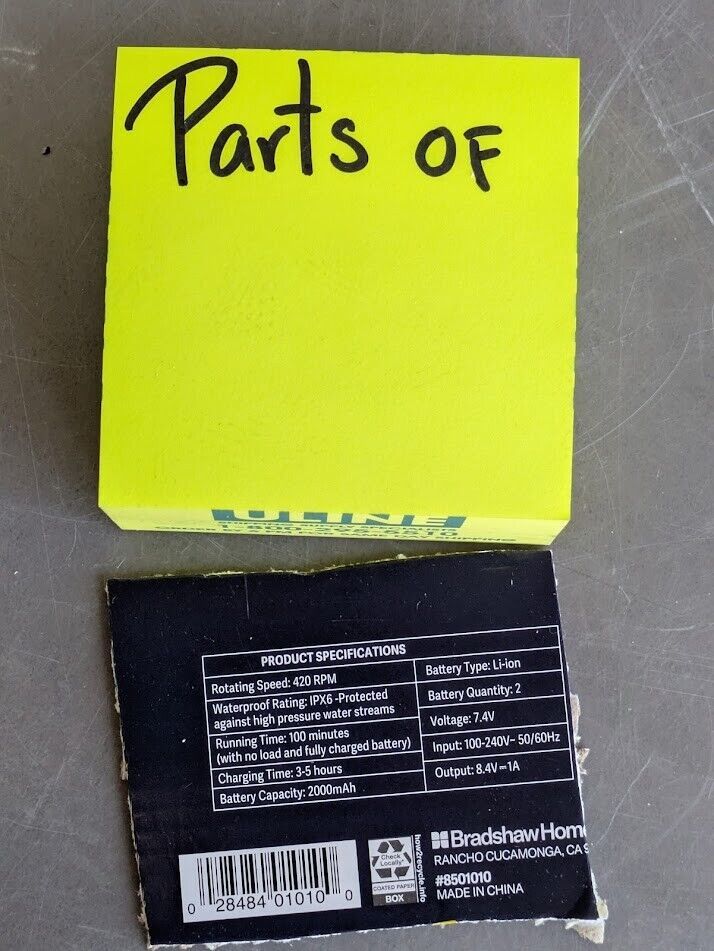 Parts OF
ULINE
PRODUCT SPECIFICATIONS
Rotating Speed: 420 RPM
Waterproof Rating: IPX6 -Protected
against high pressure water streams
Running Time: 100 minutes
(with no load and fully charged battery)
Charging Time: 3-5 hours
Battery Capacity: 2000mAh
Battery Type: Li-ion
Battery Quantity: 2
Voltage: 7.4V
Input: 100-240V~ 50/60Hz
Output: 8.4V⎓1A
0 28484 01010 0
Check
Locally*
COATED PAPER
BOX
how2recycle.info
Bradshaw Hom
RANCHO CUCAMONGA, CA
#8501010
MADE IN CHINA